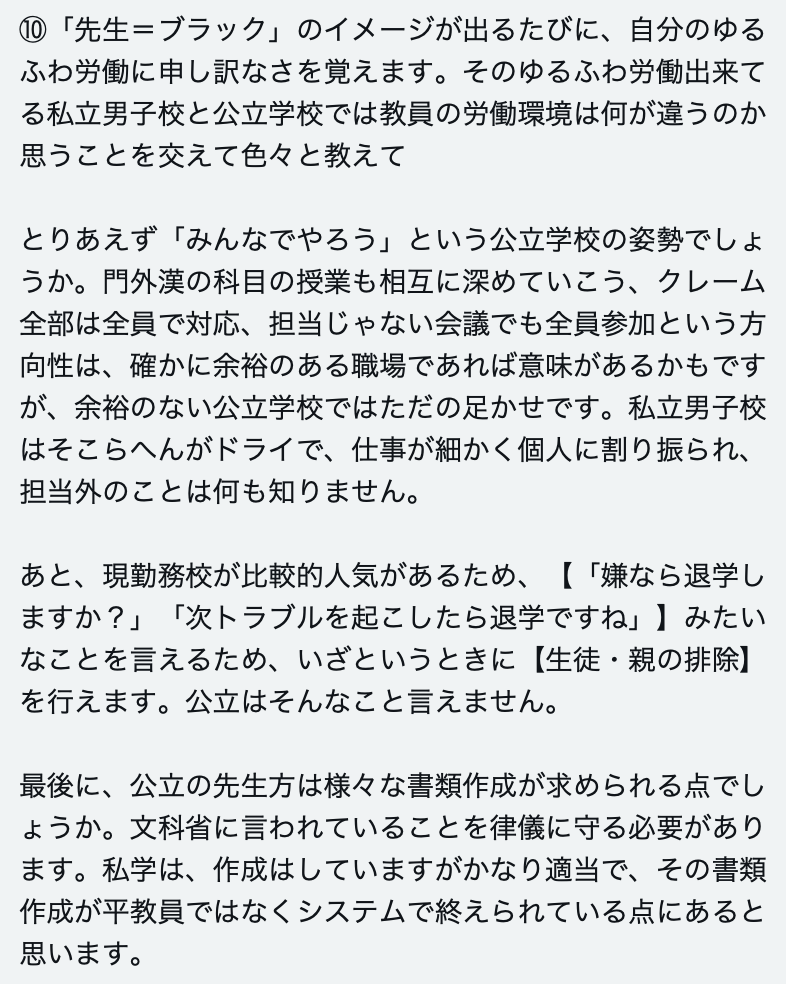 ⑩「先生＝ブラック」のイメージが出るたびに、自分のゆる
ふわ労働に申し訳なさを覚えます。そのゆるふわ労働出来て
る私立男子校と公立学校では教員の労働環境は何が違うのか
思うことを交えて色々と教えて
とりあえず「みんなでやろう」という公立学校の姿勢でしょ
うか。門外漢の科目の授業も相互に深めていこう、クレーム
全部は全員で対応、担当じゃない会議でも全員参加という方
向性は、確かに余裕のある職場であれば意味があるかもです
が、余裕のない公立学校ではただの足かせです。私立男子校
はそこらへんがドライで、仕事が細かく個人に割り振られ、
担当外のことは何も知りません。
あと、現勤務校が比較的人気があるため、【「嫌なら退学し
ますか？」「次トラブルを起こしたら退学ですね」】みたい
なことを言えるため、いざというときに【生徒・親の排除】
を行えます。公立はそんなこと言えません。
最後に、公立の先生方は様々な書類作成が求められる点でし
ょうか。文科省に言われていることを律儀に守る必要があり
ます。私学は、作成はしていますがかなり適当で、その書類
作成が平教員ではなくシステムで終えられている点にあると
思います。